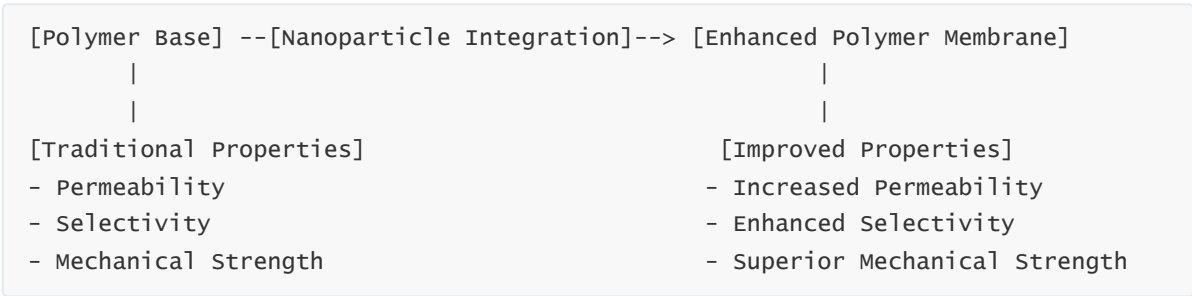 [Polymer Base] --[Nanoparticle Integration]--> [Enhanced Polymer Membrane]
| |
| |
[Traditional Properties] [Improved Properties]
- Permeability - Increased Permeability
- Selectivity - Enhanced Selectivity
- Mechanical Strength - Superior Mechanical Strength